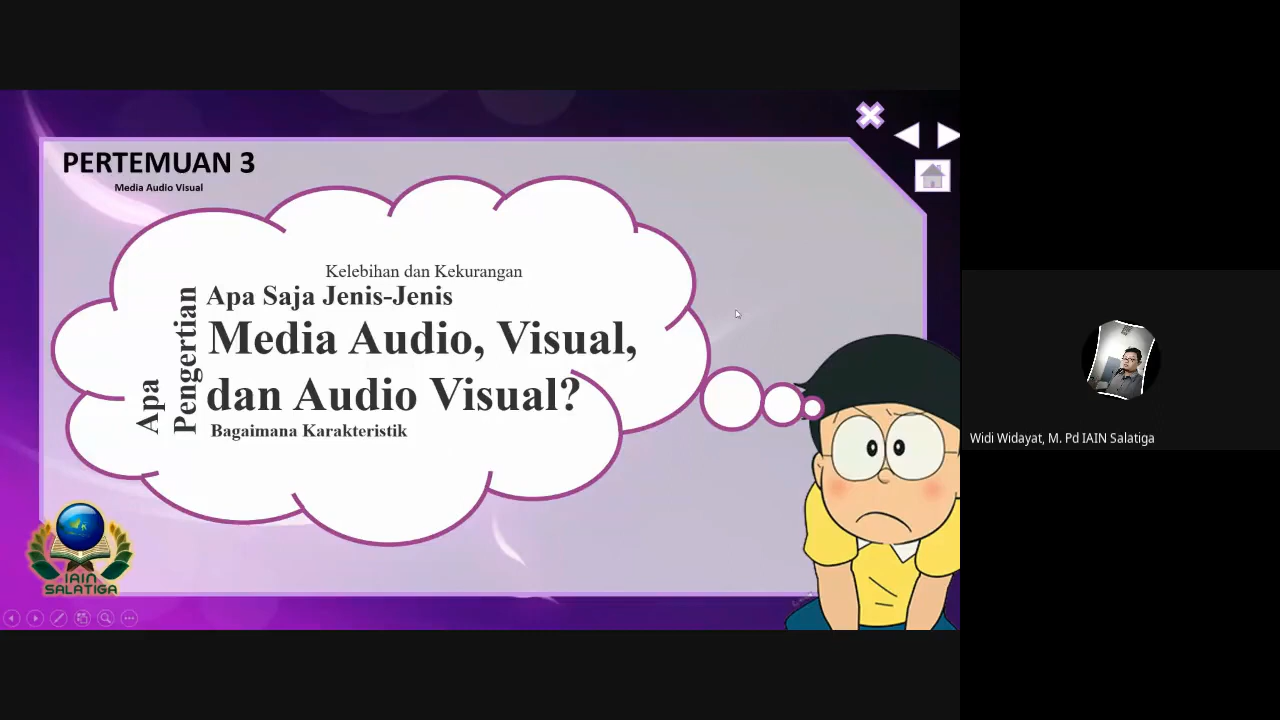 PERTEMUAN 3
Media Audio Visual
Kelebihan dan Kekurangan
Apa Saja Jenis-Jenis
Apa
Pengertian
Media Audio, Visual,
dan Audio Visual?
Bagaimana Karakteristik
IAIN
SALATIGA
Widi Widayat, M. Pd IAIN Salatiga